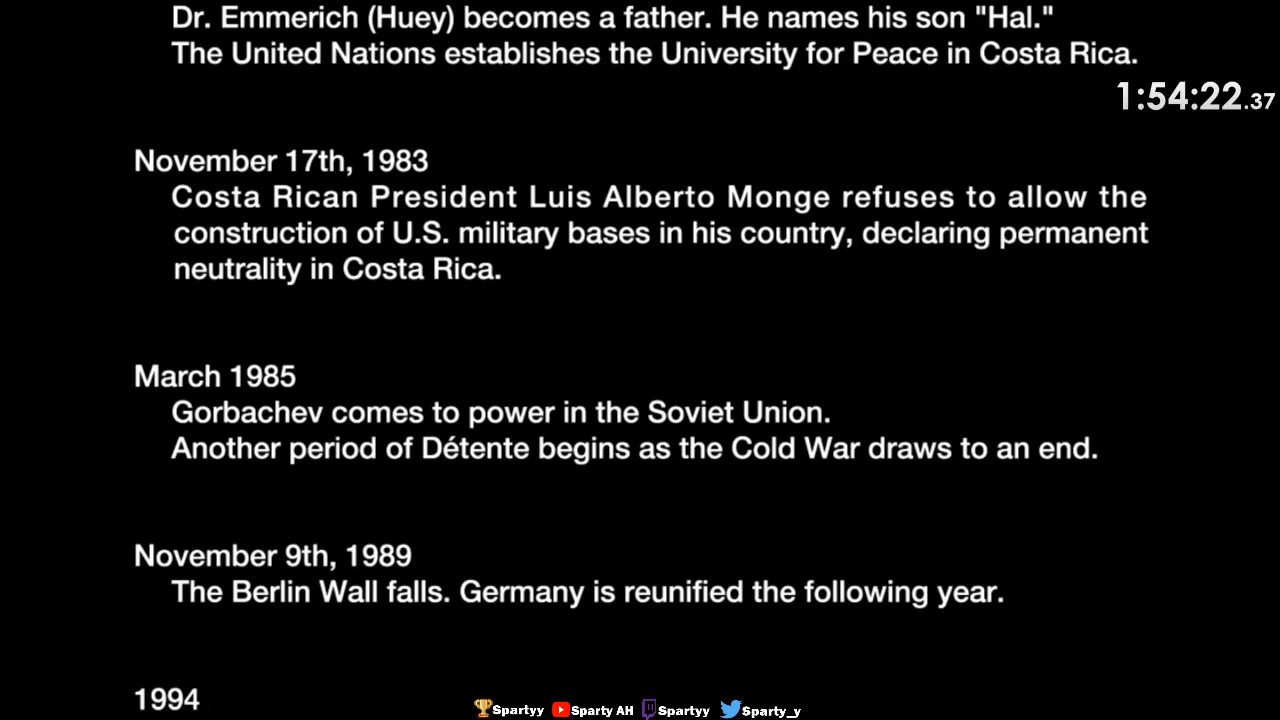 Dr. Emmerich (Huey) becomes a father. He names his son "Hal."
The United Nations establishes the University for Peace in Costa Rica.
1:54:22.37
November 17th, 1983
Costa Rican President Luis Alberto Monge refuses to allow the
construction of U.S. military bases in his country, declaring permanent
neutrality in Costa Rica.
March 1985
Gorbachev comes to power in the Soviet Union.
Another period of Détente begins as the Cold War draws to an end.
November 9th, 1989
The Berlin Wall falls. Germany is reunified the following year.
1994
Spartyy Sparty AH Spartyy Sparty_y